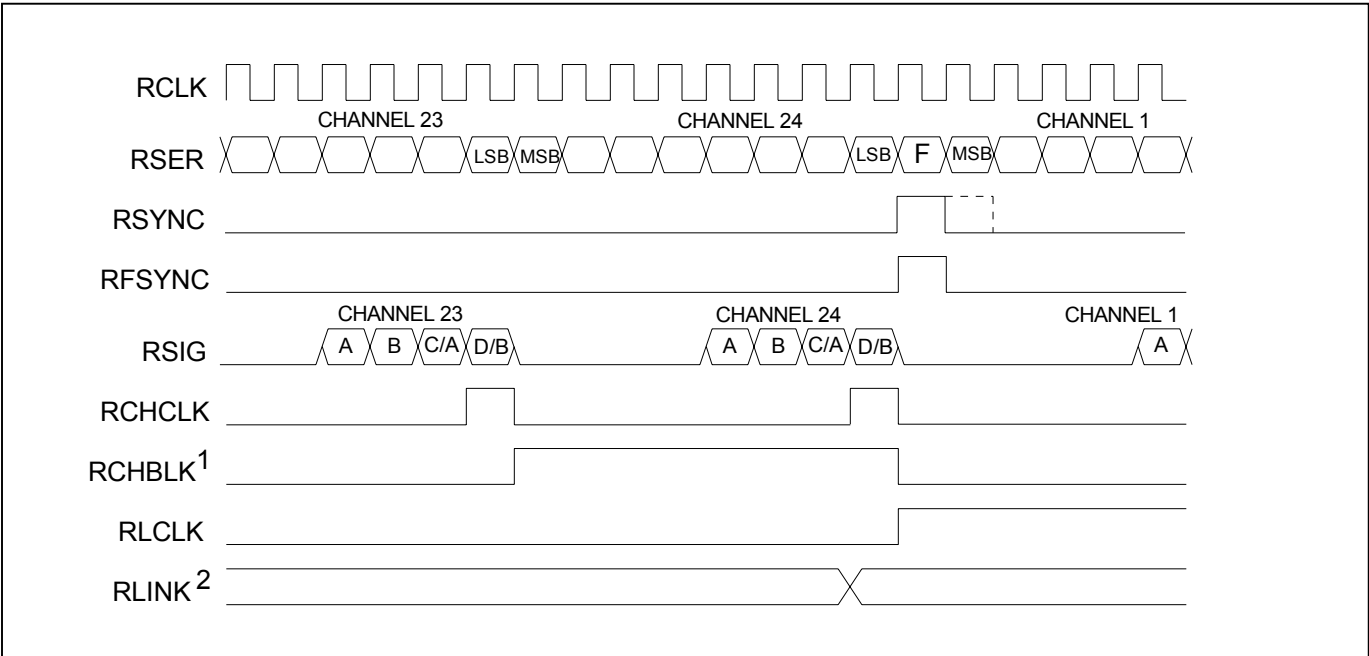 RCLK
CHANNEL 23 CHANNEL 24 CHANNEL 1
RSER LSB MSB LSB F MSB
RSYNC
RFSYNC
CHANNEL 23 CHANNEL 24 CHANNEL 1
RSIG A B C/A D/B A B C/A D/B A
RCHCLK
RCHBLK1
RLCLK
RLINK2